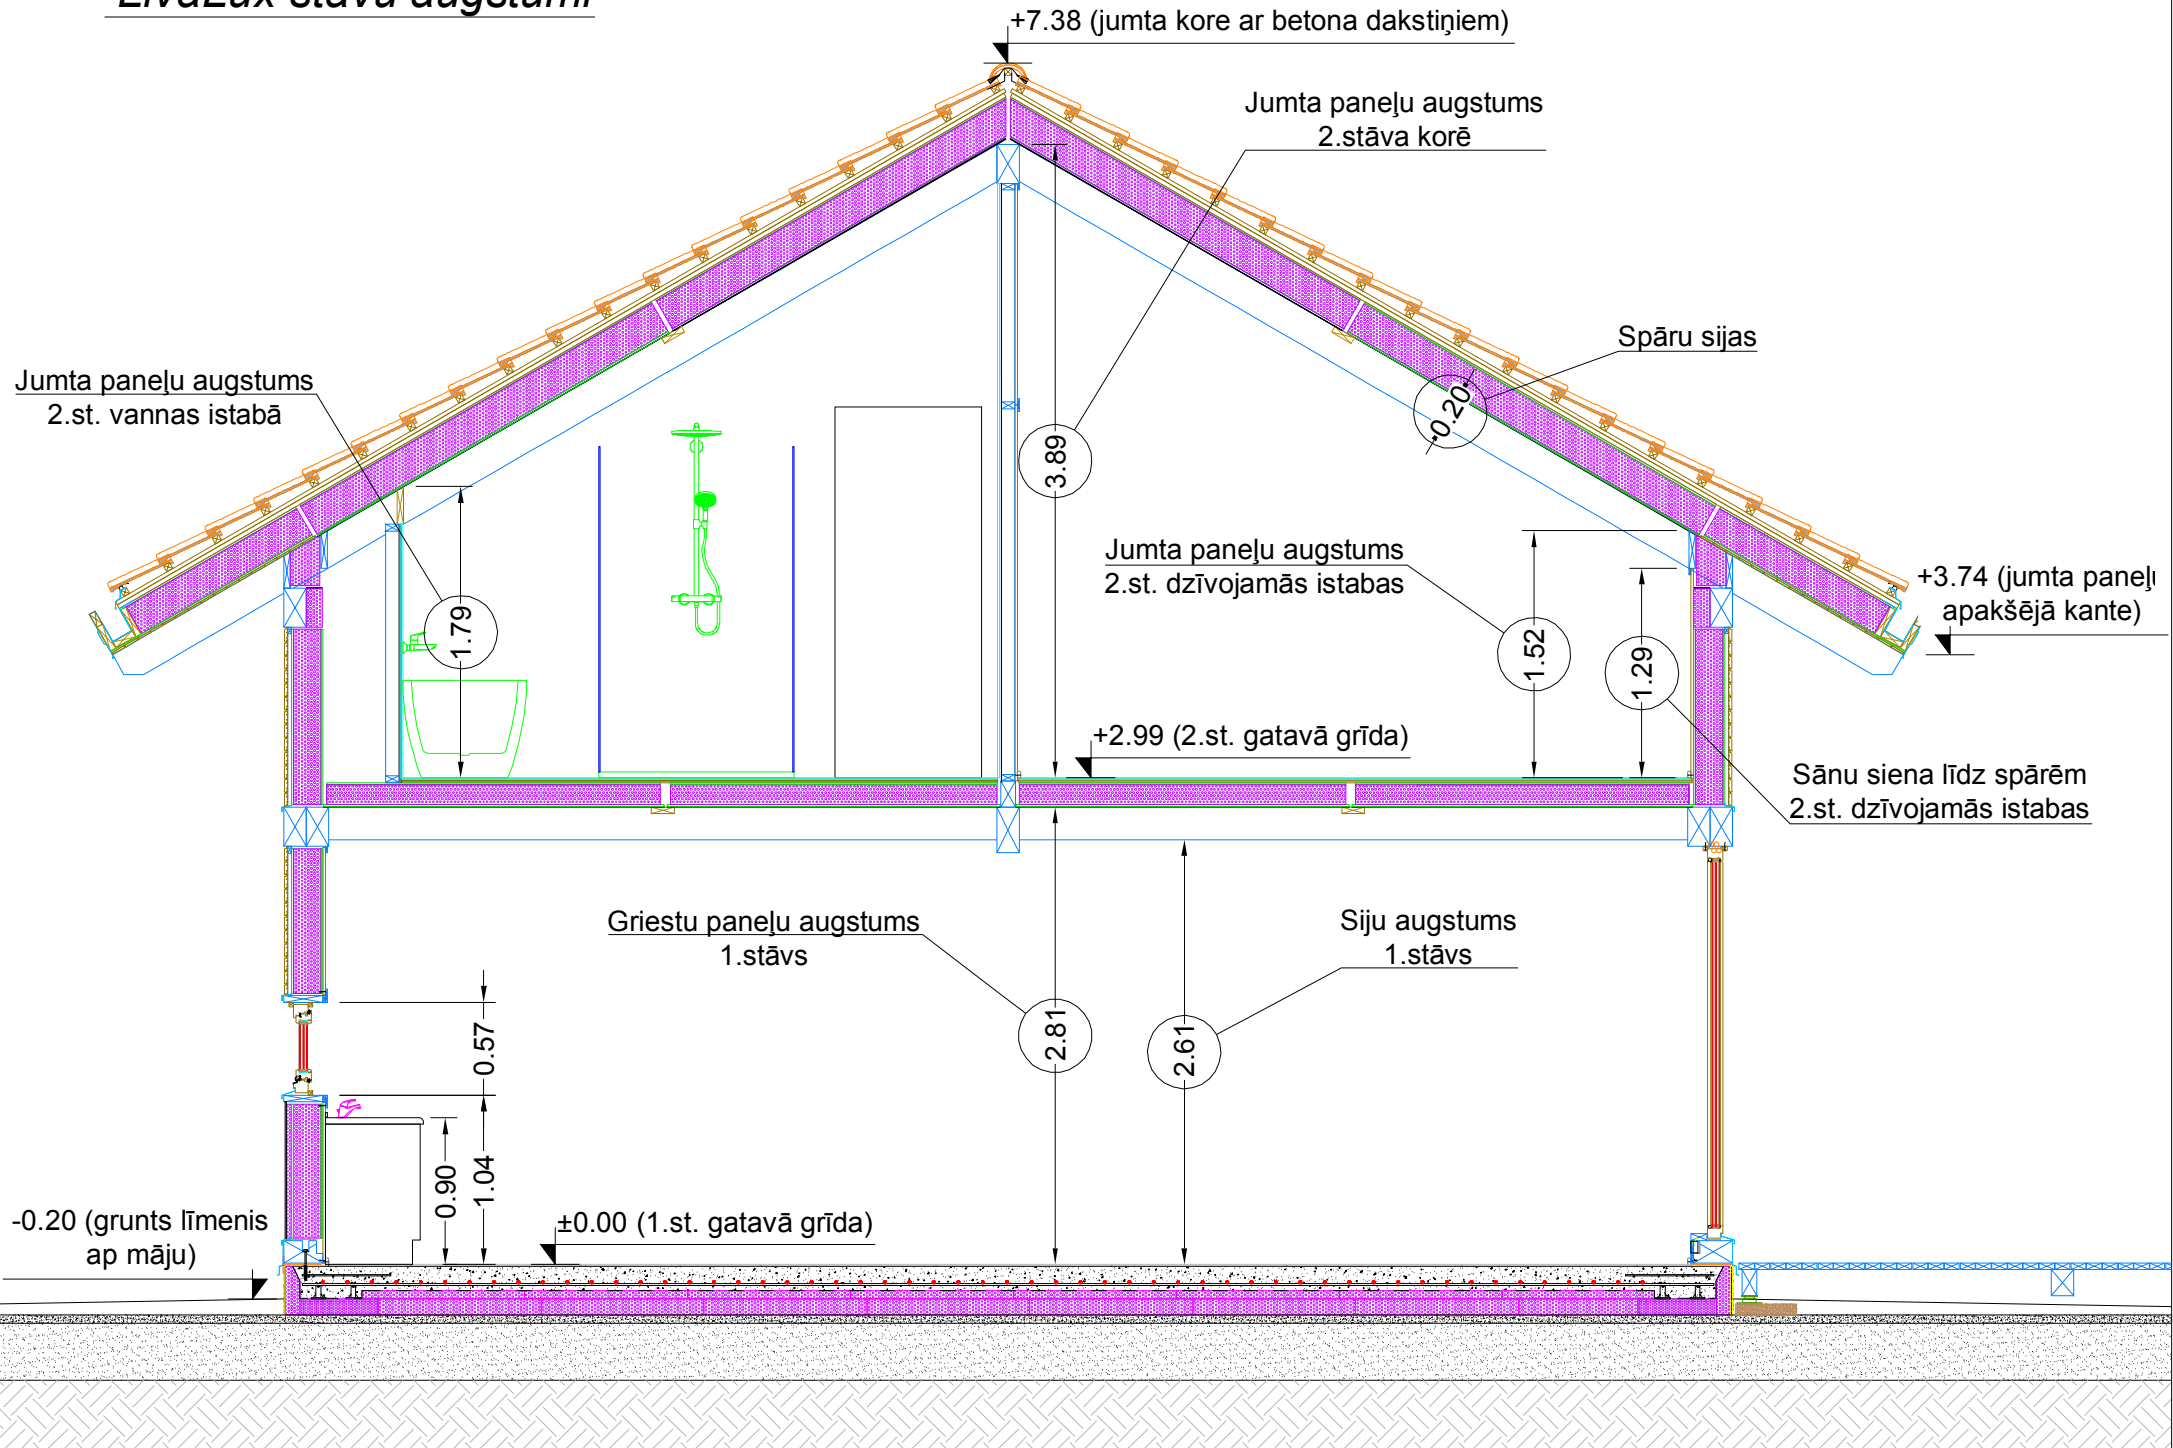 LīvaLux stāvu augstumi
+7.38 (jumta kore ar betona dakstiņiem)
Jumta paneļu augstums
2.stāva korē
Spāru sijas
0.20
Jumta paneļu augstums
2.st. vannas istabā
3.89
1.79
Jumta paneļu augstums
2.st. dzīvojamās istabas
1.52
1.29
+3.74 (jumta paneļu
apakšējā kante)
+2.99 (2.st. gatavā grīda)
Sānu siena līdz spārēm
2.st. dzīvojamās istabas
Griestu paneļu augstums
1.stāvs
Siju augstums
1.stāvs
2.81
2.61
0.57
0.90
1.04
-0.20 (grunts līmenis
ap māju)
±0.00 (1.st. gatavā grīda)